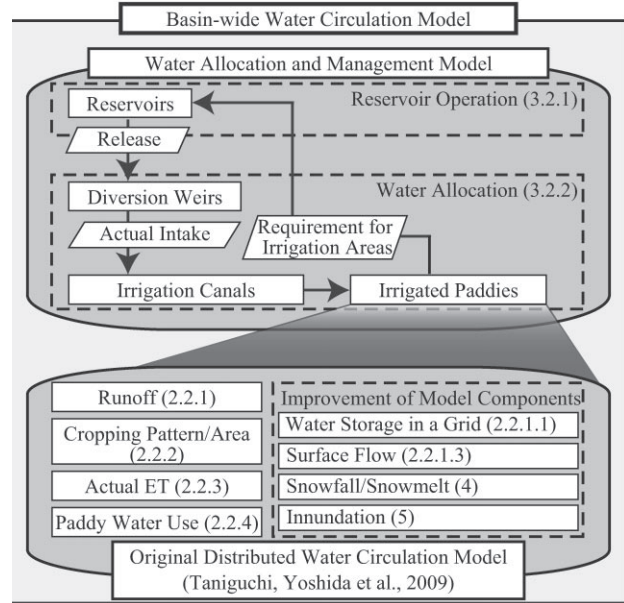 Basin-wide Water Circulation Model
Water Allocation and Management Model
Reservoirs
Reservoir Operation (3.2.1)
Release
Diversion Weirs
Water Allocation (3.2.2)
Actual Intake
Requirement for
Irrigation Areas
Irrigation Canals
Irrigated Paddies
Runoff (2.2.1)
Cropping Pattern/Area
(2.2.2)
Actual ET (2.2.3)
Paddy Water Use (2.2.4)
Improvement of Model Components
Water Storage in a Grid (2.2.1.1)
Surface Flow (2.2.1.3)
Snowfall/Snowmelt (4)
Innundation (5)
Original Distributed Water Circulation Model
(Taniguchi, Yoshida et al., 2009)